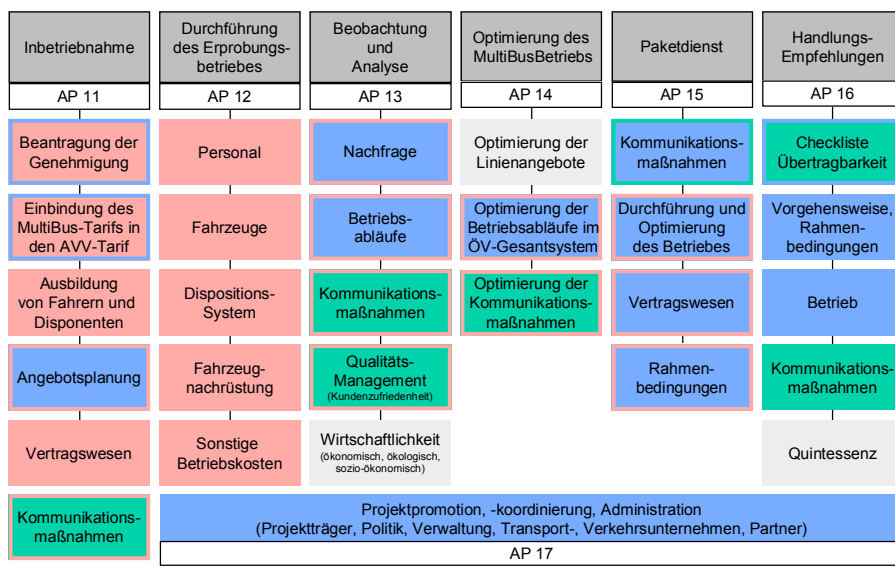 Inbetriebnahme
AP 11
Beantragung der
Genehmigung
Einbindung des
MultiBus-Tarifs in
den AVV-Tarif
Ausbildung
von Fahrern und
Disponenten
Angebotsplanung
Vertragswesen
Kommunikations-
maßnahmen
Durchführung
des Erprobungs-
betriebes
AP 12
Personal
Fahrzeuge
Dispositions-
System
Fahrzeug-
nachrüstung
Sonstige
Betriebskosten
Beobachtung
und
Analyse
AP 13
Nachfrage
Betriebs-
abläufe
Kommunikations-
maßnahmen
Qualitäts-
Management
(Kundenzufriedenheit)
Wirtschaftlichkeit
(ökonomisch, ökologisch,
sozio-ökonomisch)
Optimierung des
MultiBusBetriebs
AP 14
Optimierung der
Linienangebote
Optimierung der
Betriebsabläufe im
ÖV-Gesantsystem
Optimierung der
Kommunikations-
maßnahmen
Paketdienst
AP 15
Kommunikations-
maßnahmen
Durchführung und
Optimierung
des Betriebes
Vertragswesen
Rahmen-
bedingungen
Handlungs-
Empfehlungen
AP 16
Checkliste
Übertragbarkeit
Vorgehensweise,
Rahmen-
bedingungen
Betrieb
Kommunikations-
maßnahmen
Quintessenz
Projektpromotion, -koordinierung, Administration
(Projektträger, Politik, Verwaltung, Transport-, Verkehrsunternehmen, Partner)
AP 17